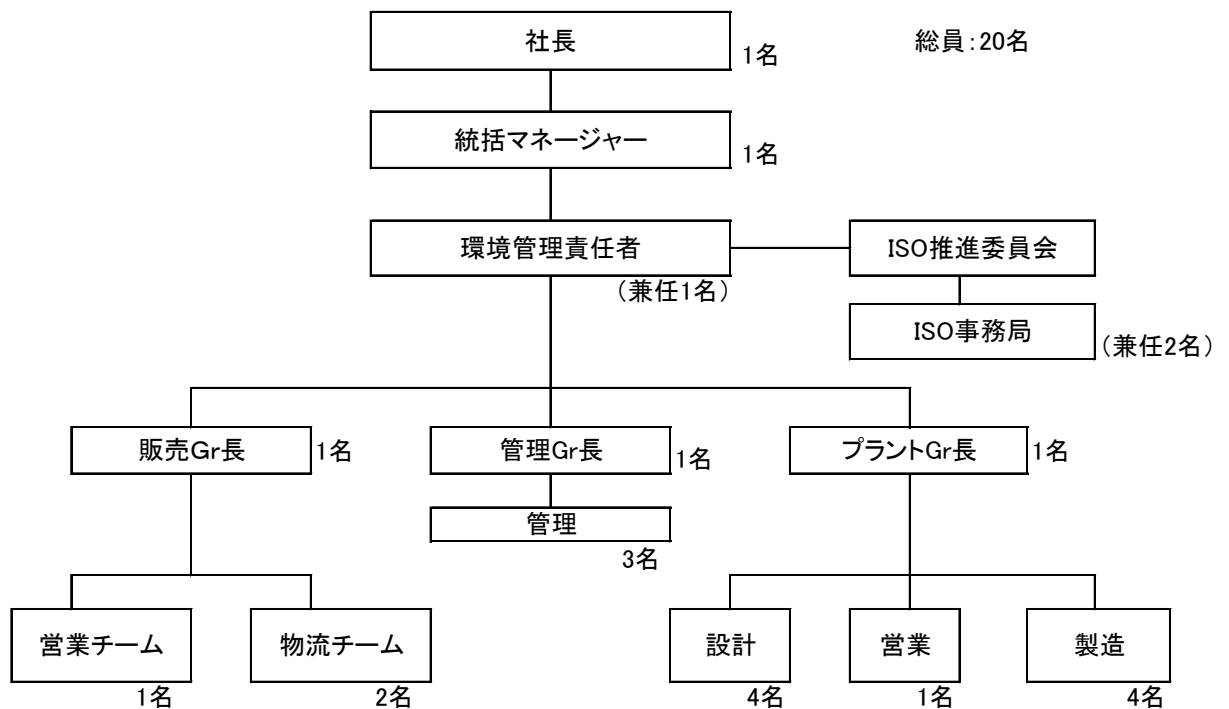 社長
1名
総員:20名
統括マネージャー
1名
環境管理責任者
(兼任1名)
ISO推進委員会
ISO事務局
(兼任2名)
販売Gr長
1名
管理Gr長
1名
プラントGr長
1名
管理
3名
営業チーム
1名
物流チーム
2名
設計
4名
営業
1名
製造
4名